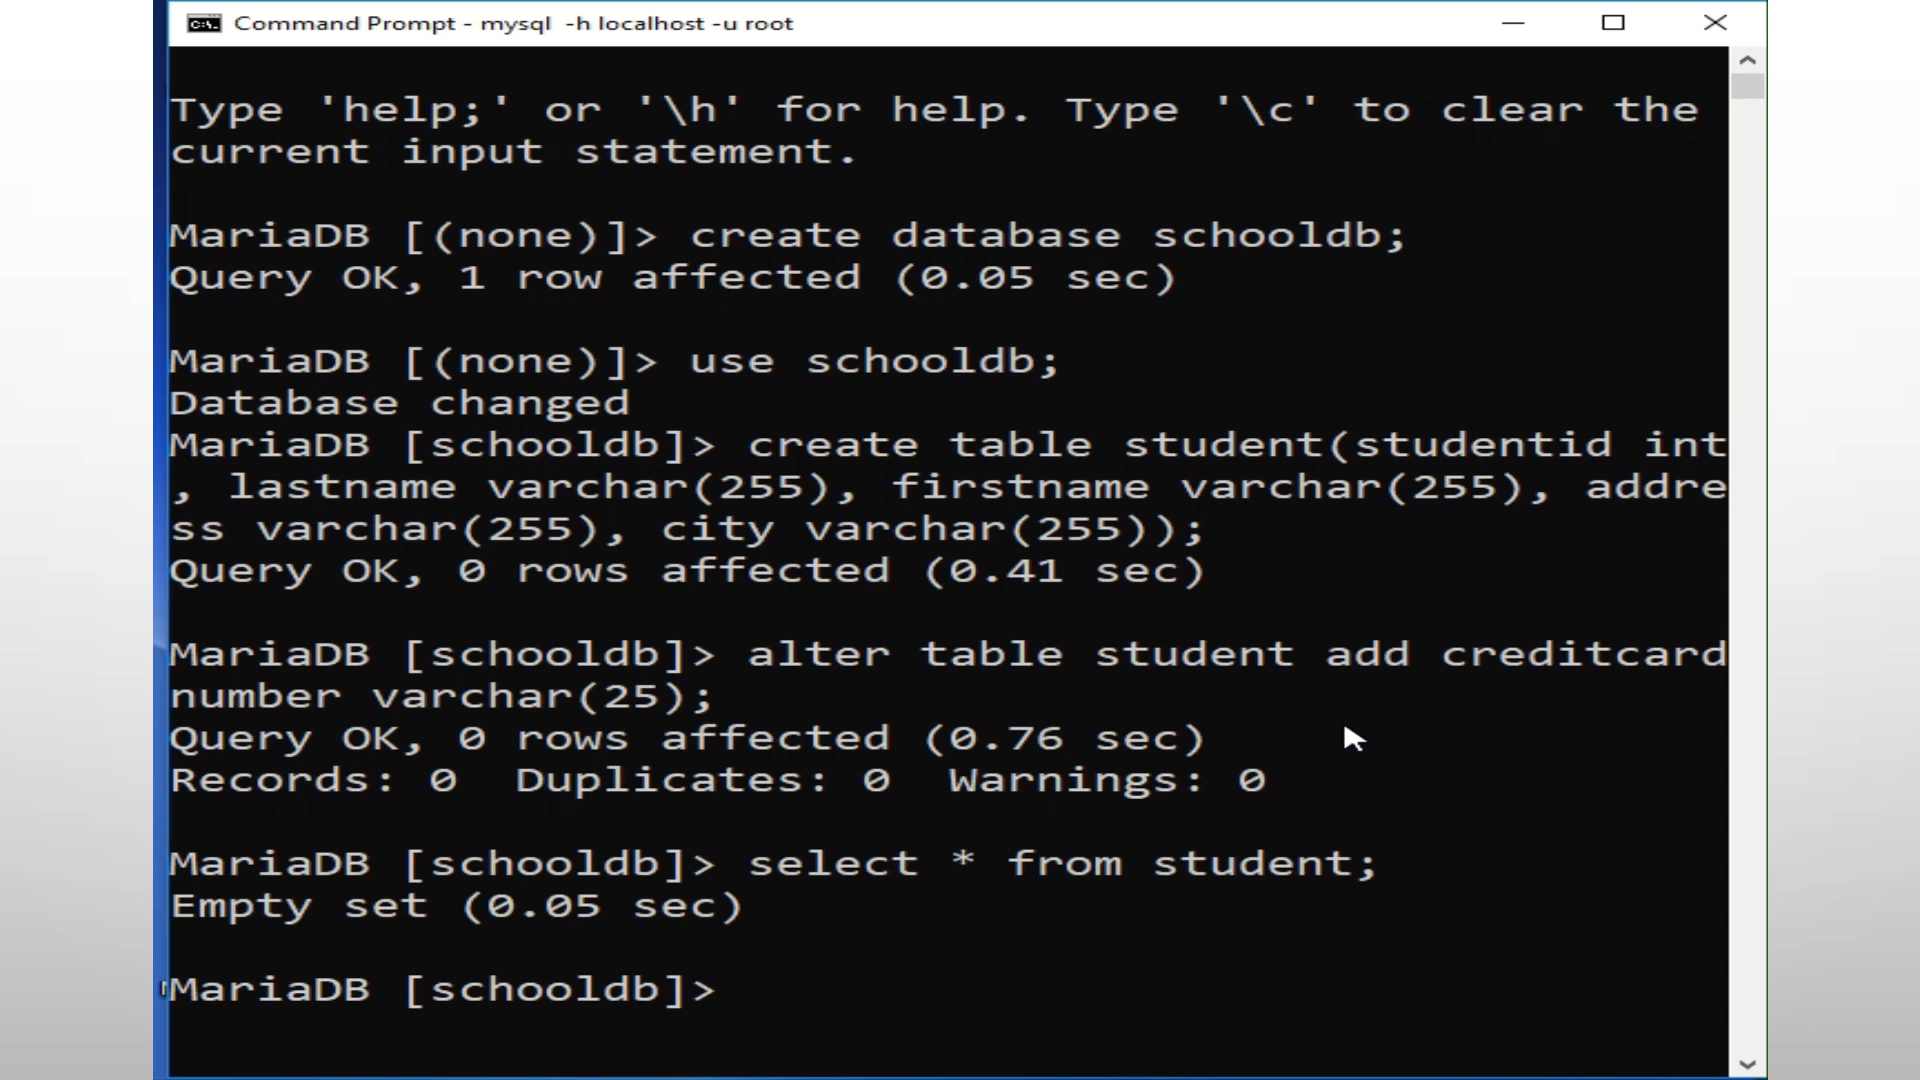 Command Prompt - mysql -h localhost -u root
Type 'help;' or '\h' for help. Type '\c' to clear the
current input statement.
MariaDB [(none)]> create database schooldb;
Query OK, 1 row affected (0.05 sec)
MariaDB [(none)]> use schooldb;
Database changed
MariaDB [schooldb]> create table student(studentid int
, lastname varchar(255), firstname varchar(255), addre
ss varchar(255), city varchar(255));
Query OK, 0 rows affected (0.41 sec)
MariaDB [schooldb]> alter table student add creditcard
number varchar(25);
Query OK, 0 rows affected (0.76 sec)
Records: 0  Duplicates: 0  Warnings: 0
MariaDB [schooldb]> select * from student;
Empty set (0.05 sec)
MariaDB [schooldb]>